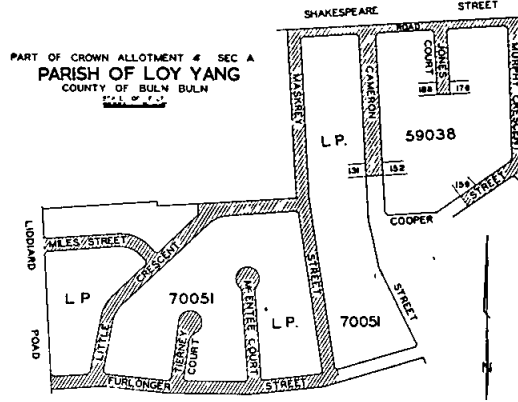 SHAKESPEARE STREET
PART OF CROWN ALLOTMENT 4 SEC A
PARISH OF LOY YANG
COUNTY OF BULN BULN
ROAD
MASKREY
CAMERON
COURT
JONES
MURPHY CRESCENT
188 178
L.P. 59038
131 152
158
STREET
COOPER
LIDDIARD
MILES STREET
CRESCENT
STREET
STREET
L P 70051
McENTEE COURT
L.P. 70051
POAD
LITTLE
TIERNEY
COURT
N
FURLONGER STREET